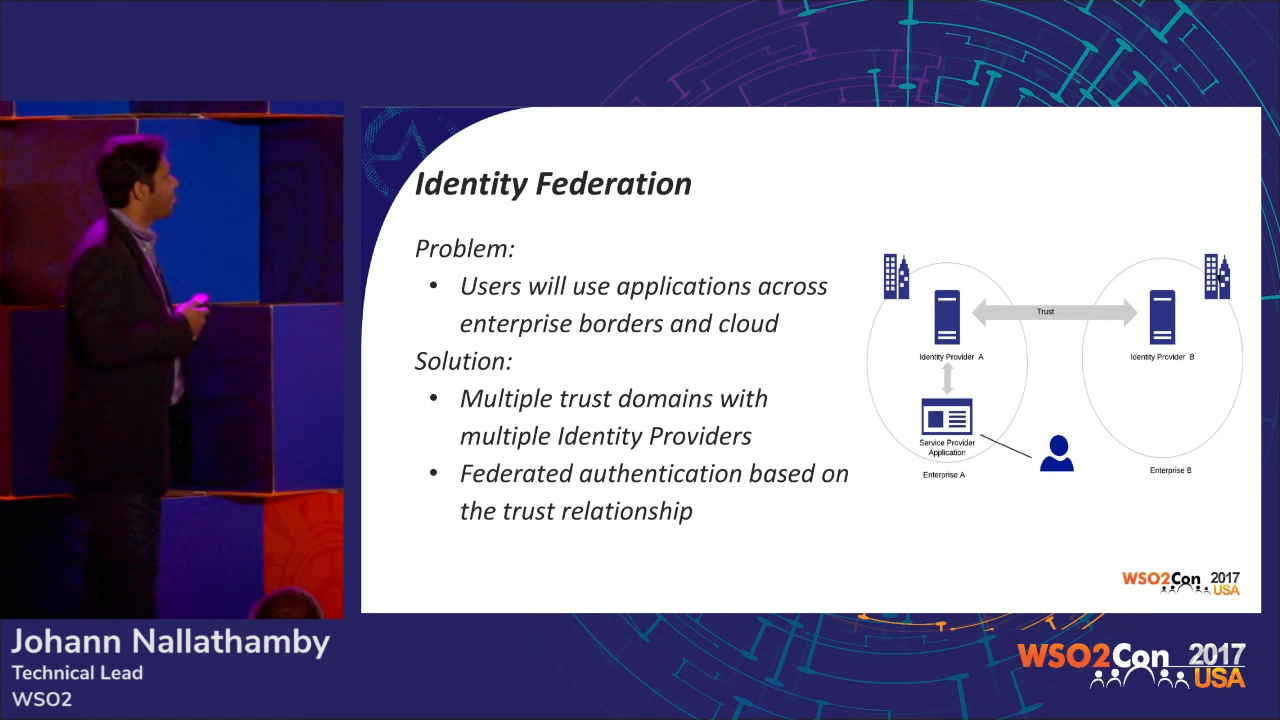 Identity Federation
Problem:
• Users will use applications across
enterprise borders and cloud
Solution:
• Multiple trust domains with
multiple Identity Providers
• Federated authentication based on
the trust relationship
Trust
Identity Provider A
Identity Provider B
Service Provider
Application
Enterprise A
Enterprise B
WSO2Con 2017
USA
Johann Nallathamby
Technical Lead
WSO2
WSO2Con 2017
USA